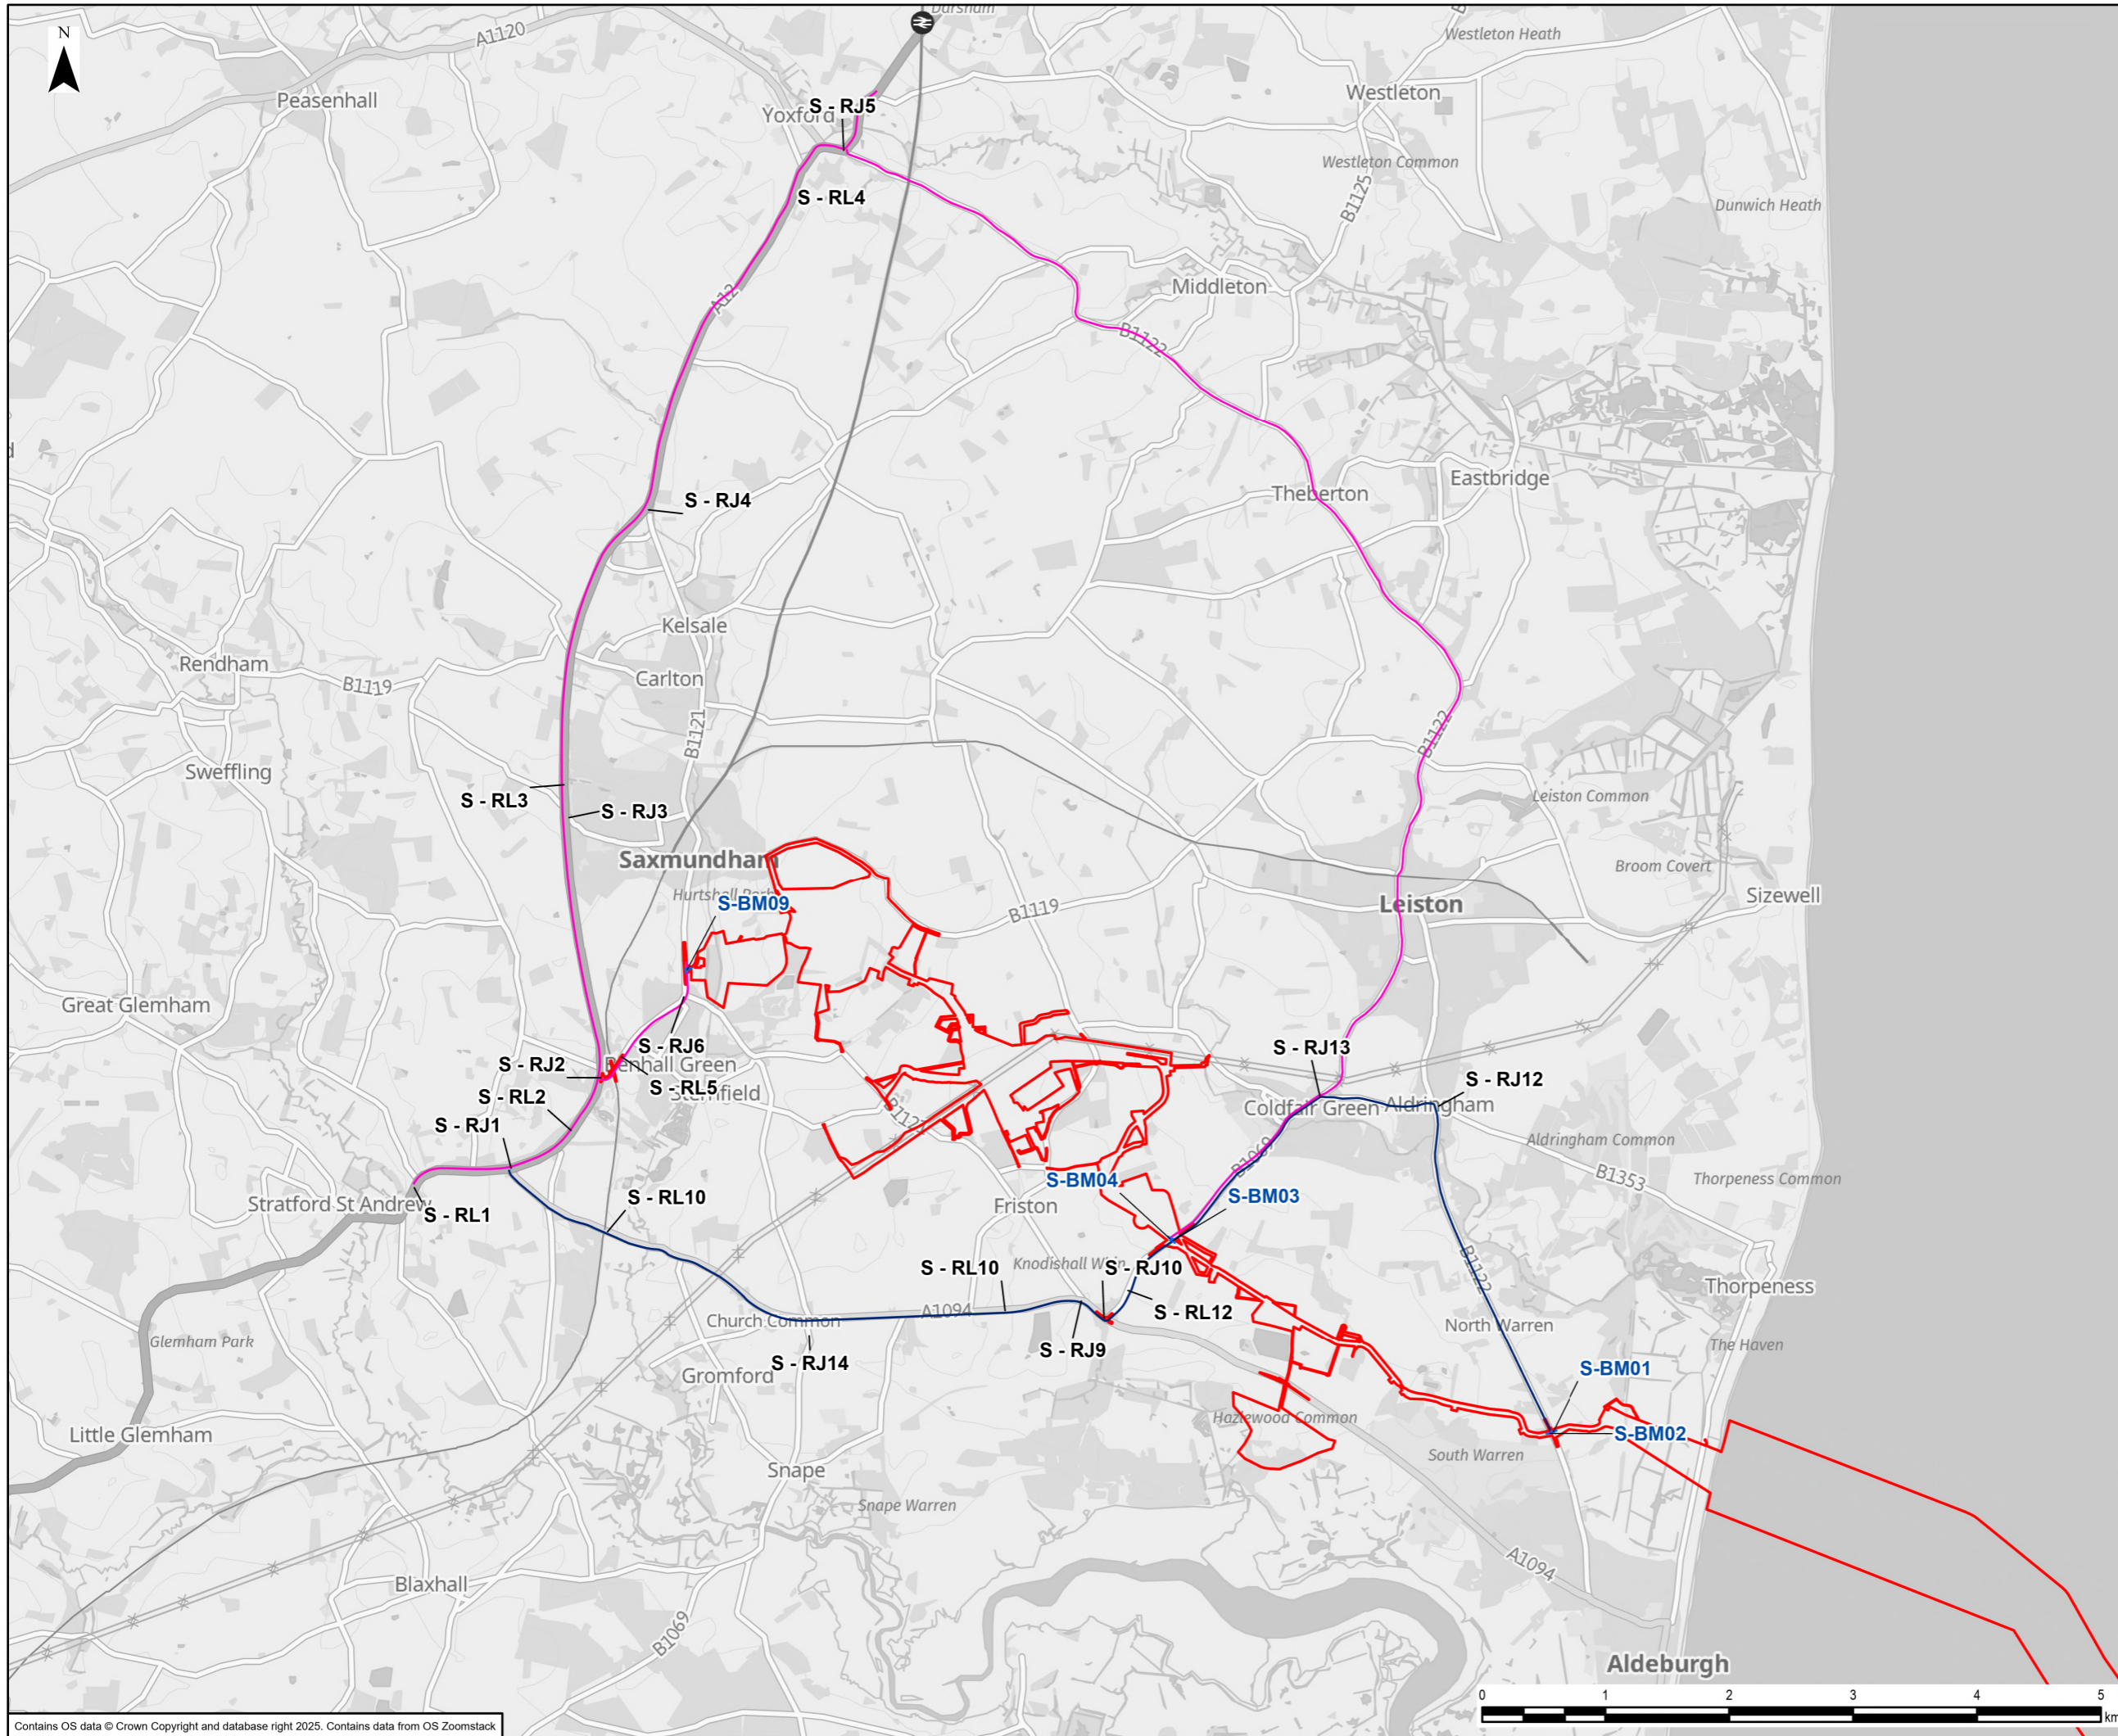 Darsham
N
A1120
Westleton Heath
Peasenhall
Westleton
S - RJ5
Yoxford
Westleton Common
B1125
S - RL4
Dunwich Heath
Middleton
A12
B1122
Eastbridge
Theberton
S - RJ4
Kelsale
Rendham
Carlton
B1119
B1121
B1122
Sweffling
S - RL3
Leiston Common
S - RJ3
Saxmundham
Broom Covert
Sizewell
S-BM09
Leiston
B1119
Great Glemham
S - RJ6
S - RJ13
S - RJ2
Benhall Green
S - RL5
S - RJ12
Sternfield
S - RL2
Coldfair Green
Aldringham
B1121
S - RJ1
Aldringham Common
B1069
B1353
S-BM04
Thorpeness Common
S-BM03
S - RL10
Stratford St Andrew
Friston
S - RL1
B1122
Knodishall Whin
S - RL10
S - RJ10
Thorpeness
A1094
S - RL12
Church Common
North Warren
Glemham Park
The Haven
S - RJ9
S - RJ14
S-BM01
Gromford
Hazlewood Common
Little Glemham
S-BM02
South Warren
Snape
Snape Warren
A1094
Blaxhall
B1069
Aldeburgh
0 1 2 3 4 5
km
Contains OS data © Crown Copyright and database right 2025. Contains data from OS Zoomstack